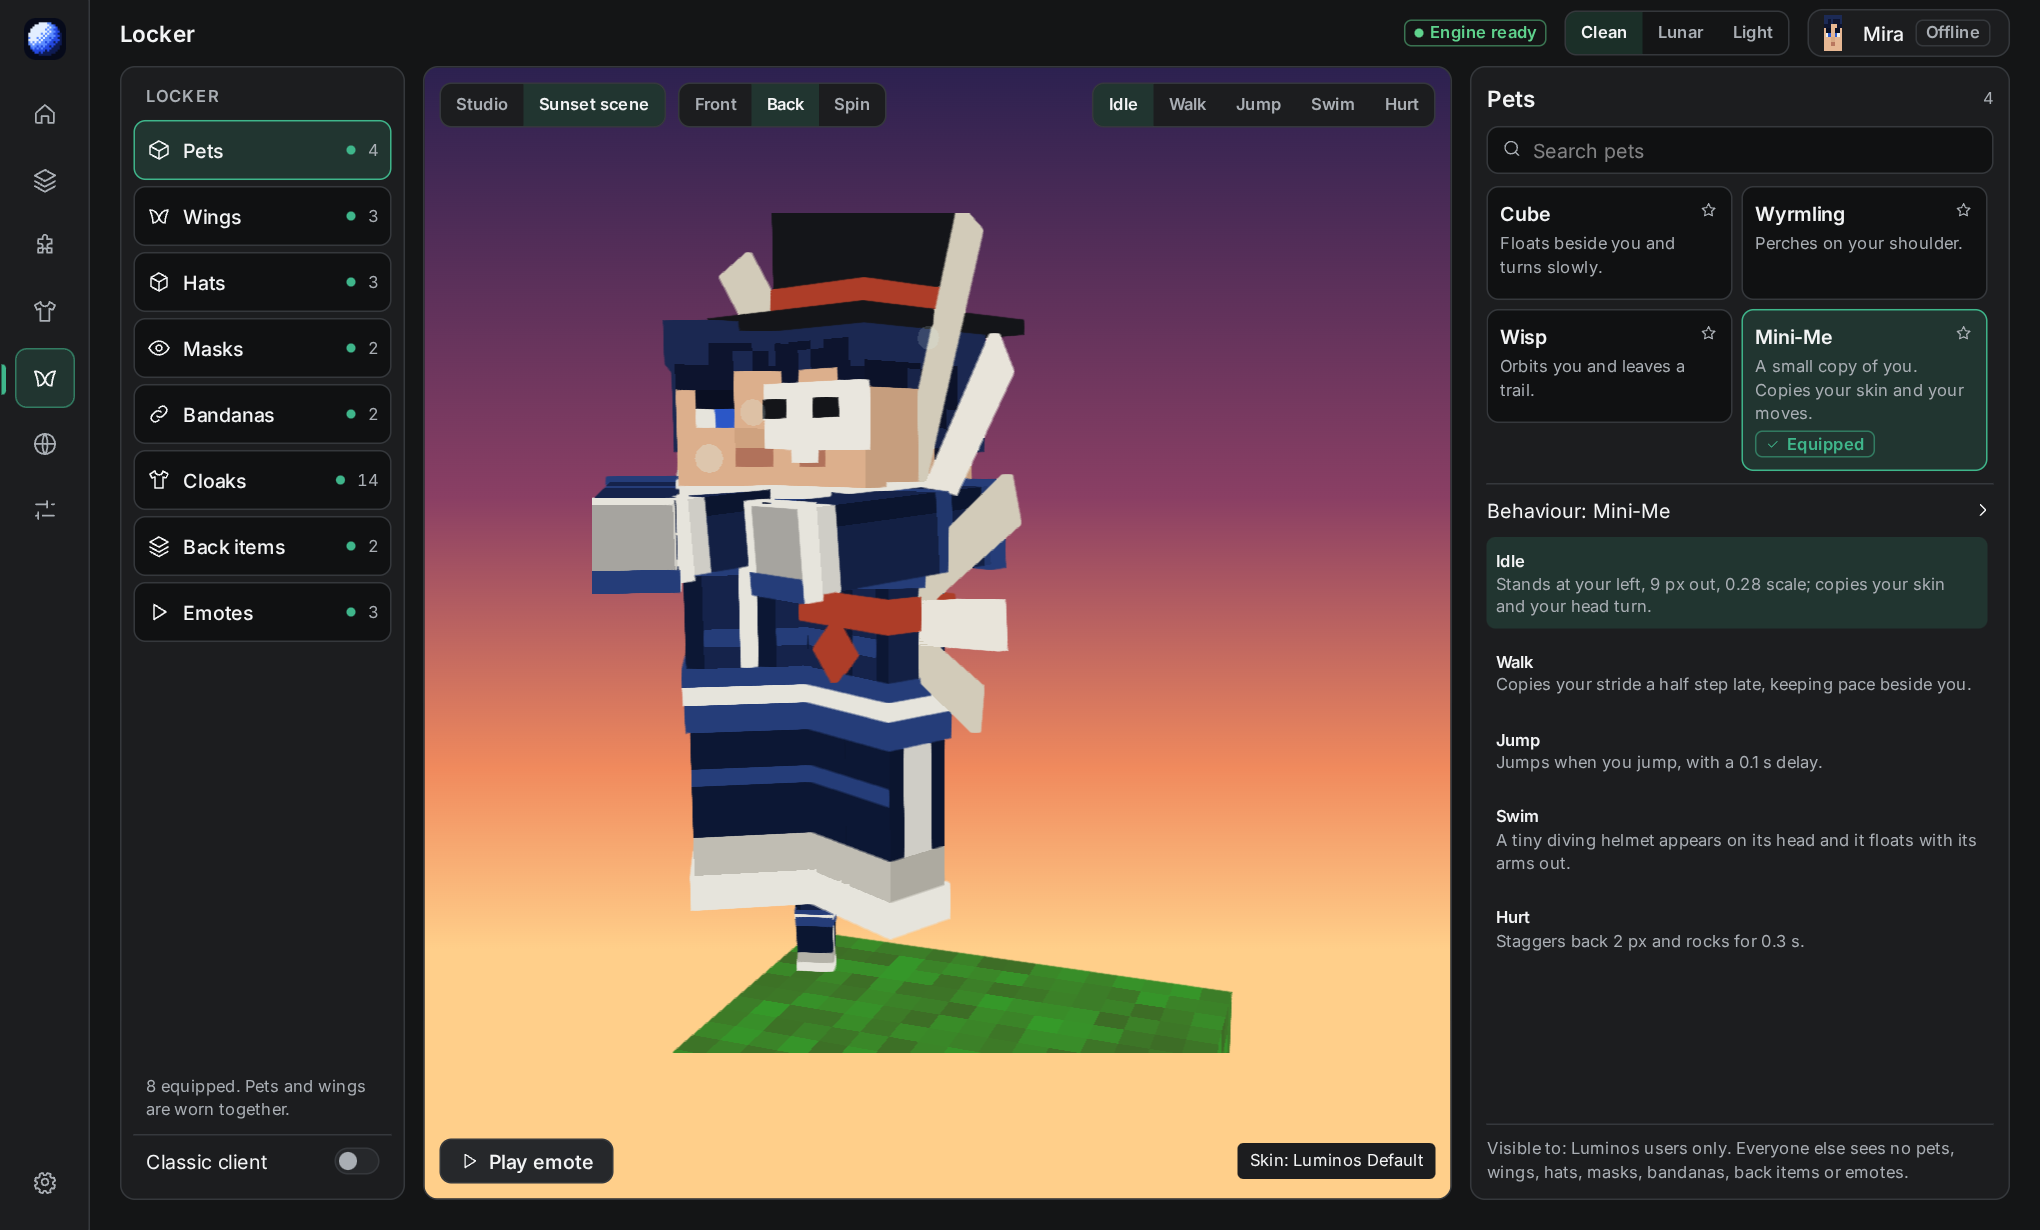 Locker
Engine ready
Clean
Lunar
Light
Mira
Offline
LOCKER
Pets
4
Wings
3
Hats
3
Masks
2
Bandanas
2
Cloaks
14
Back items
2
Emotes
3
8 equipped. Pets and wings
are worn together.
Classic client
Studio
Sunset scene
Front
Back
Spin
Idle
Walk
Jump
Swim
Hurt
Play emote
Skin: Luminos Default
Pets
4
Search pets
Cube
Floats beside you and
turns slowly.
Wyrmling
Perches on your shoulder.
Wisp
Orbits you and leaves a
trail.
Mini-Me
A small copy of you.
Copies your skin and your
moves.
Equipped
Behaviour: Mini-Me
Idle
Stands at your left, 9 px out, 0.28 scale; copies your skin
and your head turn.
Walk
Copies your stride a half step late, keeping pace beside you.
Jump
Jumps when you jump, with a 0.1 s delay.
Swim
A tiny diving helmet appears on its head and it floats with its
arms out.
Hurt
Staggers back 2 px and rocks for 0.3 s.
Visible to: Luminos users only. Everyone else sees no pets,
wings, hats, masks, bandanas, back items or emotes.